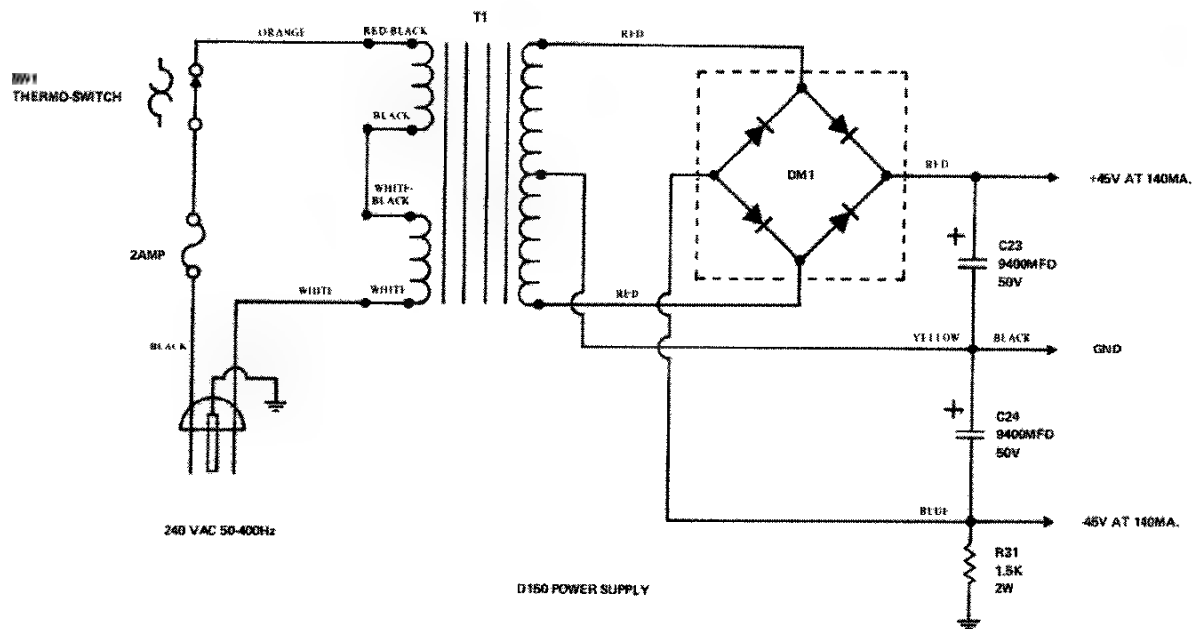 T1
ORANGE
RED-BLACK
RED
THERMO-SWITCH
BLACK
DM1
RED
+45V AT 140MA.
WHITE-
BLACK
+
C23
9400MFD
50V
2AMP
WHITE
WHITE
RED
BLACK
YELLOW
BLACK
GND
+
C24
9400MFD
50V
BLUE
-45V AT 140MA.
240 VAC 50-400Hz
R31
1.5K
2W
D150 POWER SUPPLY